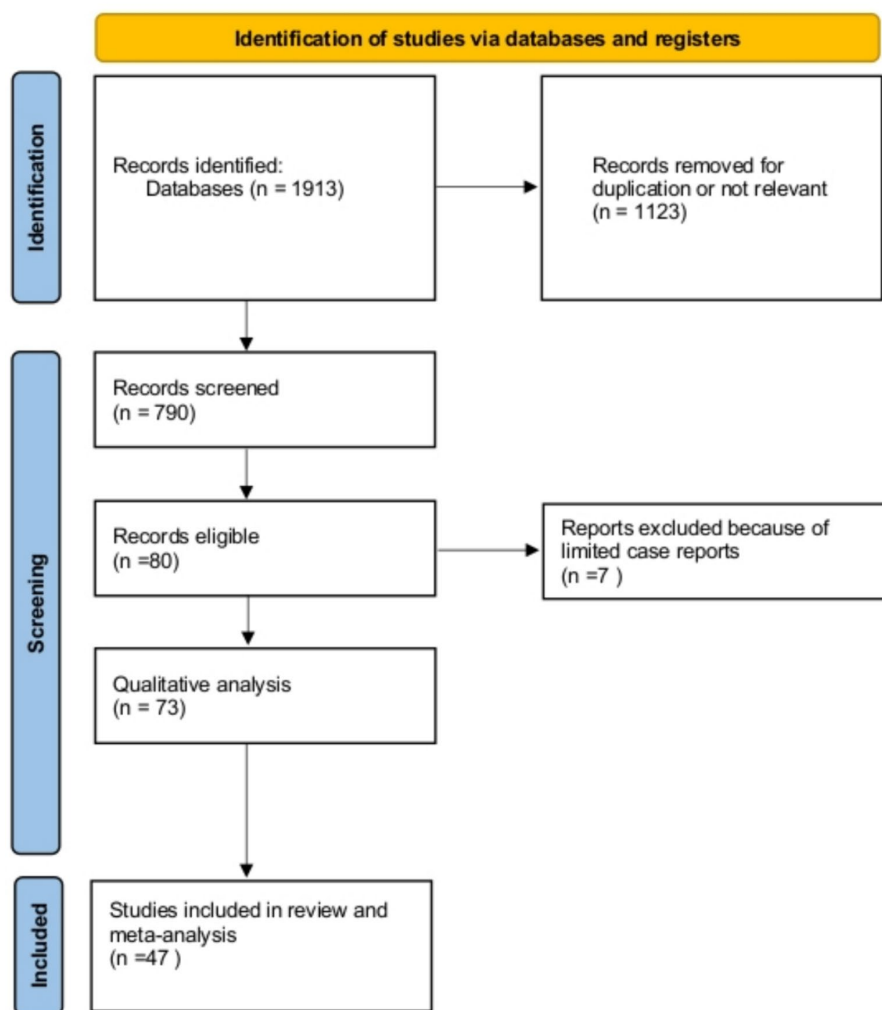 Identification of studies via databases and registers
Identification
Records identified:
Databases (n = 1913)
Records removed for
duplication or not relevant
(n = 1123)
Screening
Records screened
(n = 790)
Records eligible
(n =80)
Reports excluded because of
limited case reports
(n =7 )
Qualitative analysis
(n = 73)
Included
Studies included in review and
meta-analysis
(n =47 )